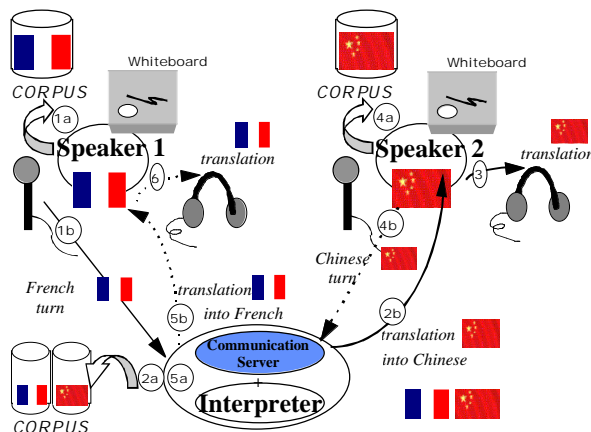 CORPUS
Whiteboard
1a
Speaker 1
translation
6
1b
French
turn
translation
into French
5b
CORPUS
Whiteboard
4a
Speaker 2
translation
3
4b
Chinese
turn
2b
translation
into Chinese
Communication
Server
+
Interpreter
2a
5a
CORPUS